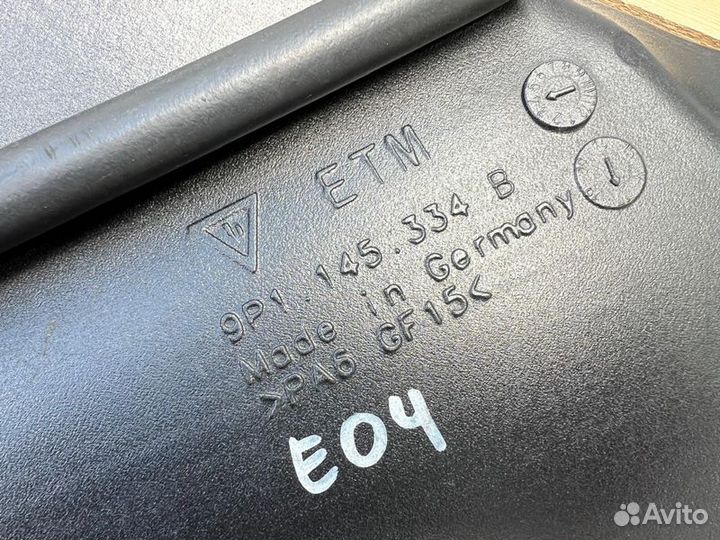 ETM
9P1.145.334 B
Made in Germany
>PA6 GF15<
E04
Avito